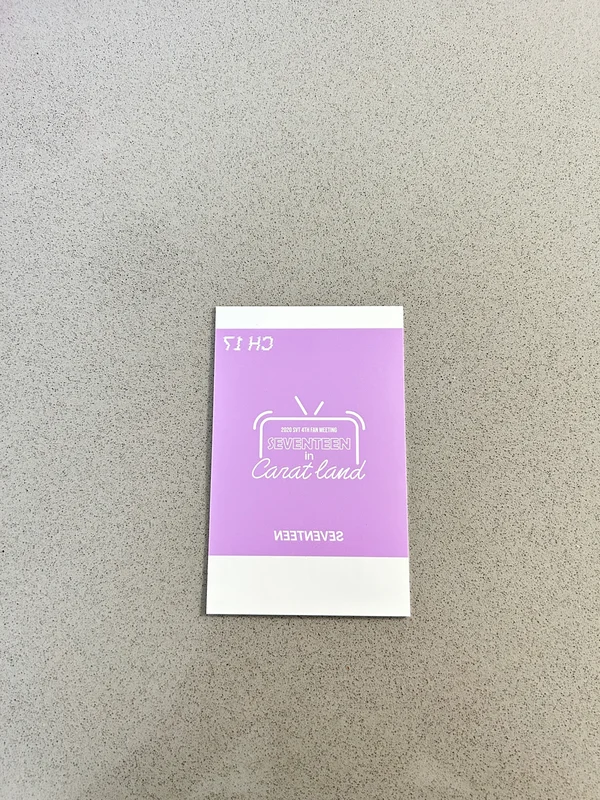 CH 17
2020 SVT 4TH FAN MEETING
SEVENTEEN
in
Carat land
SEVENTEEN